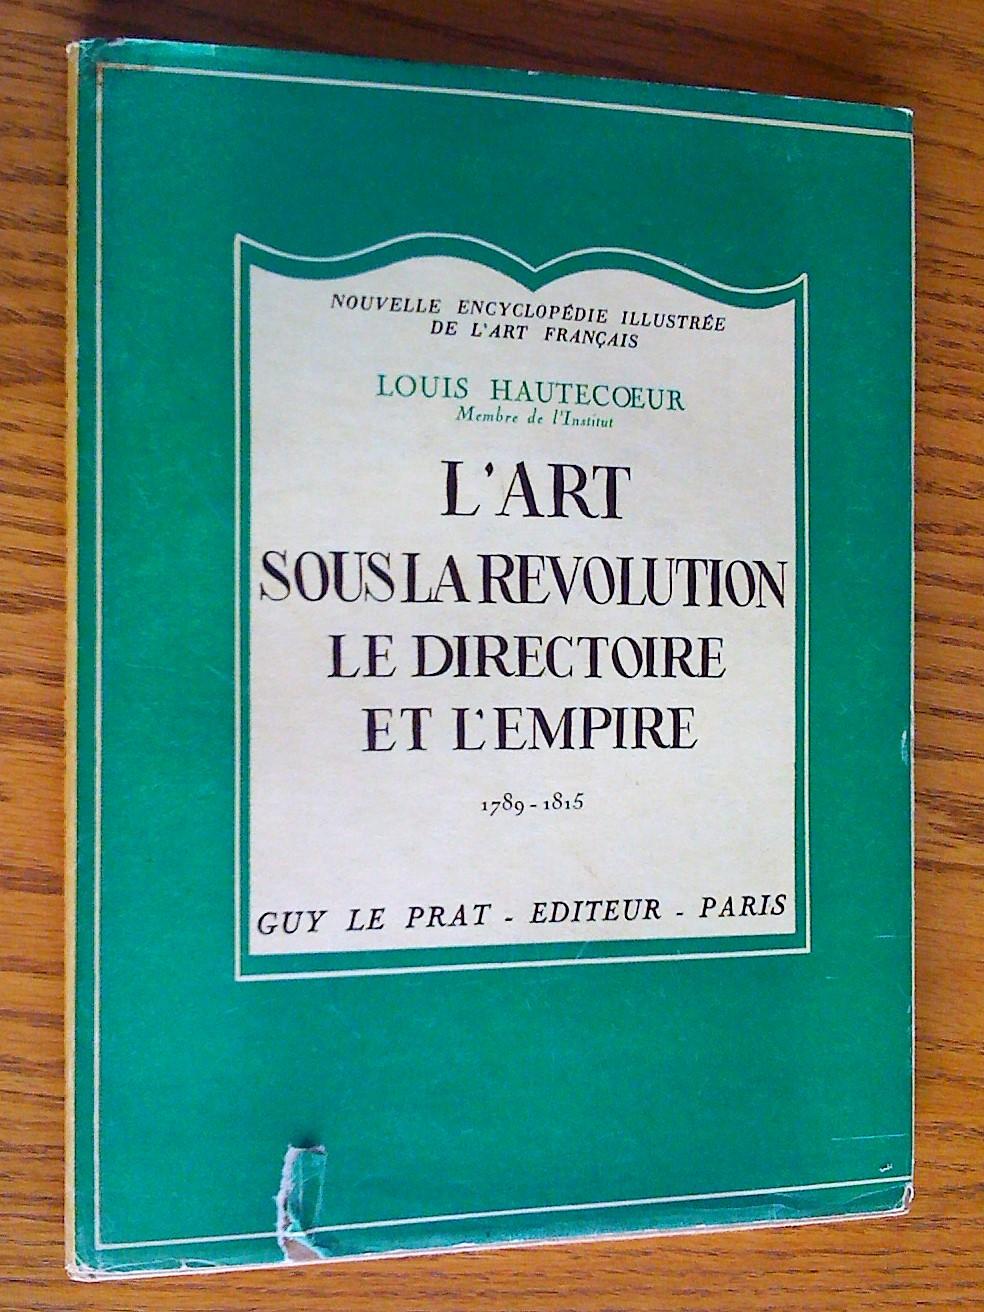 NOUVELLE ENCYCLOPÉDIE ILLUSTRÉE
DE L'ART FRANÇAIS
LOUIS HAUTECOEUR
Membre de l'Institut
L'ART
SOUS LA REVOLUTION
LE DIRECTOIRE
ET L'EMPIRE
1789-1815
GUY LE PRAT - EDITEUR - PARIS